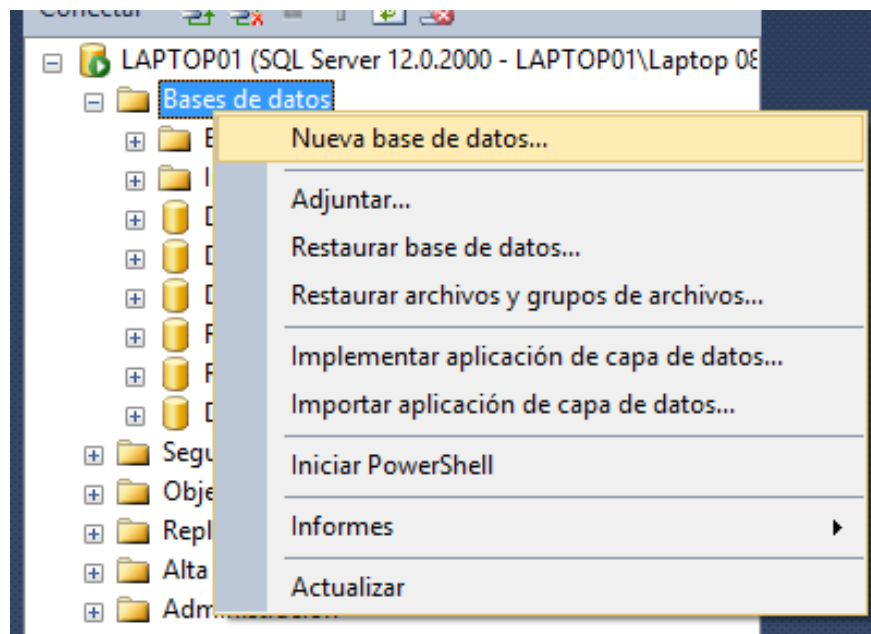 Conectar
LAPTOP01 (SQL Server 12.0.2000 - LAPTOP01\Laptop 08
Bases de datos
Nueva base de datos...
Adjuntar...
Restaurar base de datos...
Restaurar archivos y grupos de archivos...
Implementar aplicación de capa de datos...
Importar aplicación de capa de datos...
Iniciar PowerShell
Informes
Actualizar
Segu
Obje
Repl
Alta
Administración